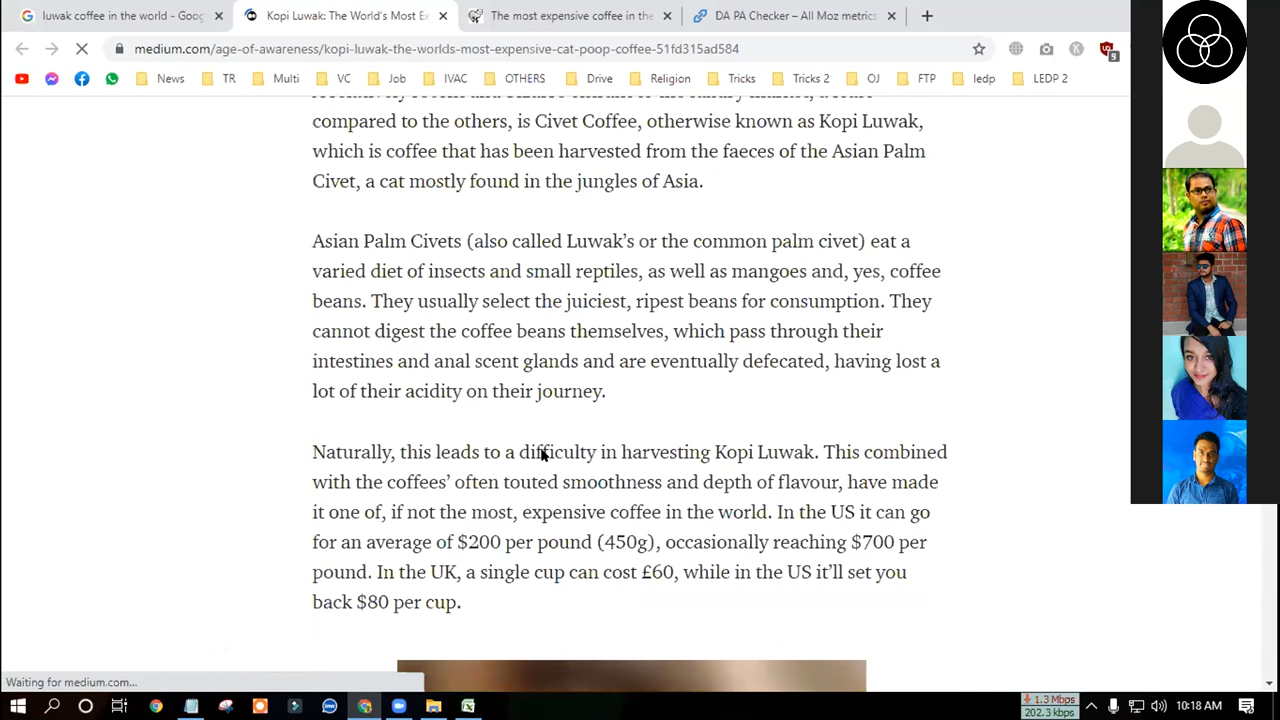 luwak coffee in the world - Goog
Kopi Luwak: The World's Most Ex
The most expensive coffee in the
DA PA Checker – All Moz metrics
medium.com/age-of-awareness/kopi-luwak-the-worlds-most-expensive-cat-poop-coffee-51fd315ad584
9
News
TR
Multi
VC
Job
IVAC
OTHERS
Drive
Religion
Tricks
Tricks 2
OJ
FTP
ledp
LEDP 2
compared to the others, is Civet Coffee, otherwise known as Kopi Luwak,
which is coffee that has been harvested from the faeces of the Asian Palm
Civet, a cat mostly found in the jungles of Asia.
Asian Palm Civets (also called Luwak's or the common palm civet) eat a
varied diet of insects and small reptiles, as well as mangoes and, yes, coffee
beans. They usually select the juiciest, ripest beans for consumption. They
cannot digest the coffee beans themselves, which pass through their
intestines and anal scent glands and are eventually defecated, having lost a
lot of their acidity on their journey.
Naturally, this leads to a difficulty in harvesting Kopi Luwak. This combined
with the coffees' often touted smoothness and depth of flavour, have made
it one of, if not the most, expensive coffee in the world. In the US it can go
for an average of $200 per pound (450g), occasionally reaching $700 per
pound. In the UK, a single cup can cost £60, while in the US it'll set you
back $80 per cup.
Waiting for medium.com...
1.3 Mbps
202.3 kbps
10:18 AM